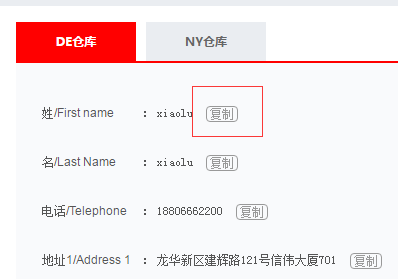 DE仓库 NY仓库
姓/First name : xiaolu 复制
名/Last Name : xiaolu 复制
电话/Telephone : 18806662200 复制
地址1/Address 1 : 龙华新区建辉路121号信伟大厦701 复制